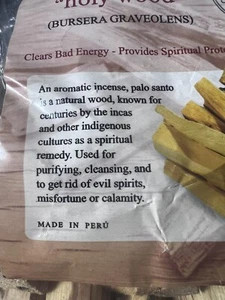 "holy wood"
(BURSERA GRAVEOLENS)
Clears Bad Energy - Provides Spiritual
An aromatic incense, palo santo
is a natural wood, known for
centuries by the incas
and other indigenous
cultures as a spiritual
remedy. Used for
purifying, cleansing, and
to get rid of evil spirits,
misfortune or calamity.
MADE IN PERÚ